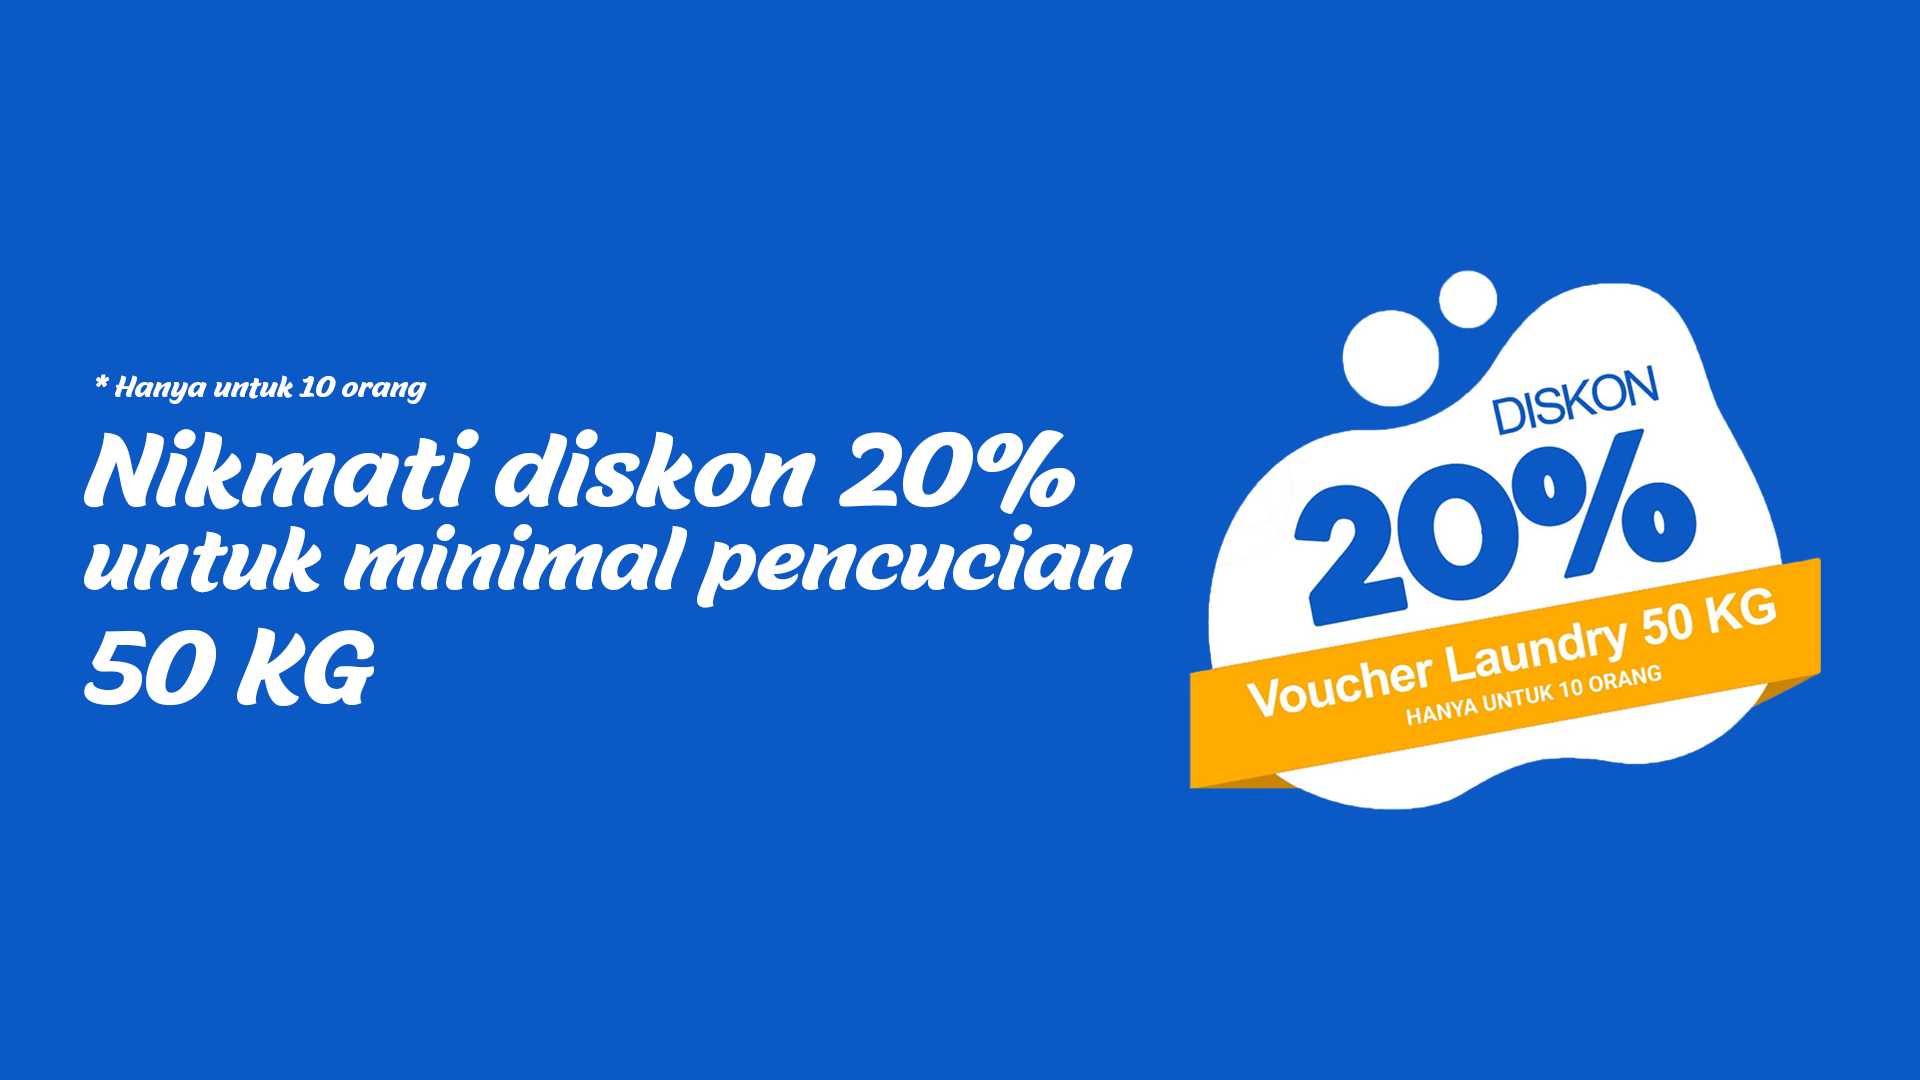 * Hanya untuk 10 orang
Nikmati diskon 20%
untuk minimal pencucian
50 KG
DISKON
20%
Voucher Laundry 50 KG
HANYA UNTUK 10 ORANG